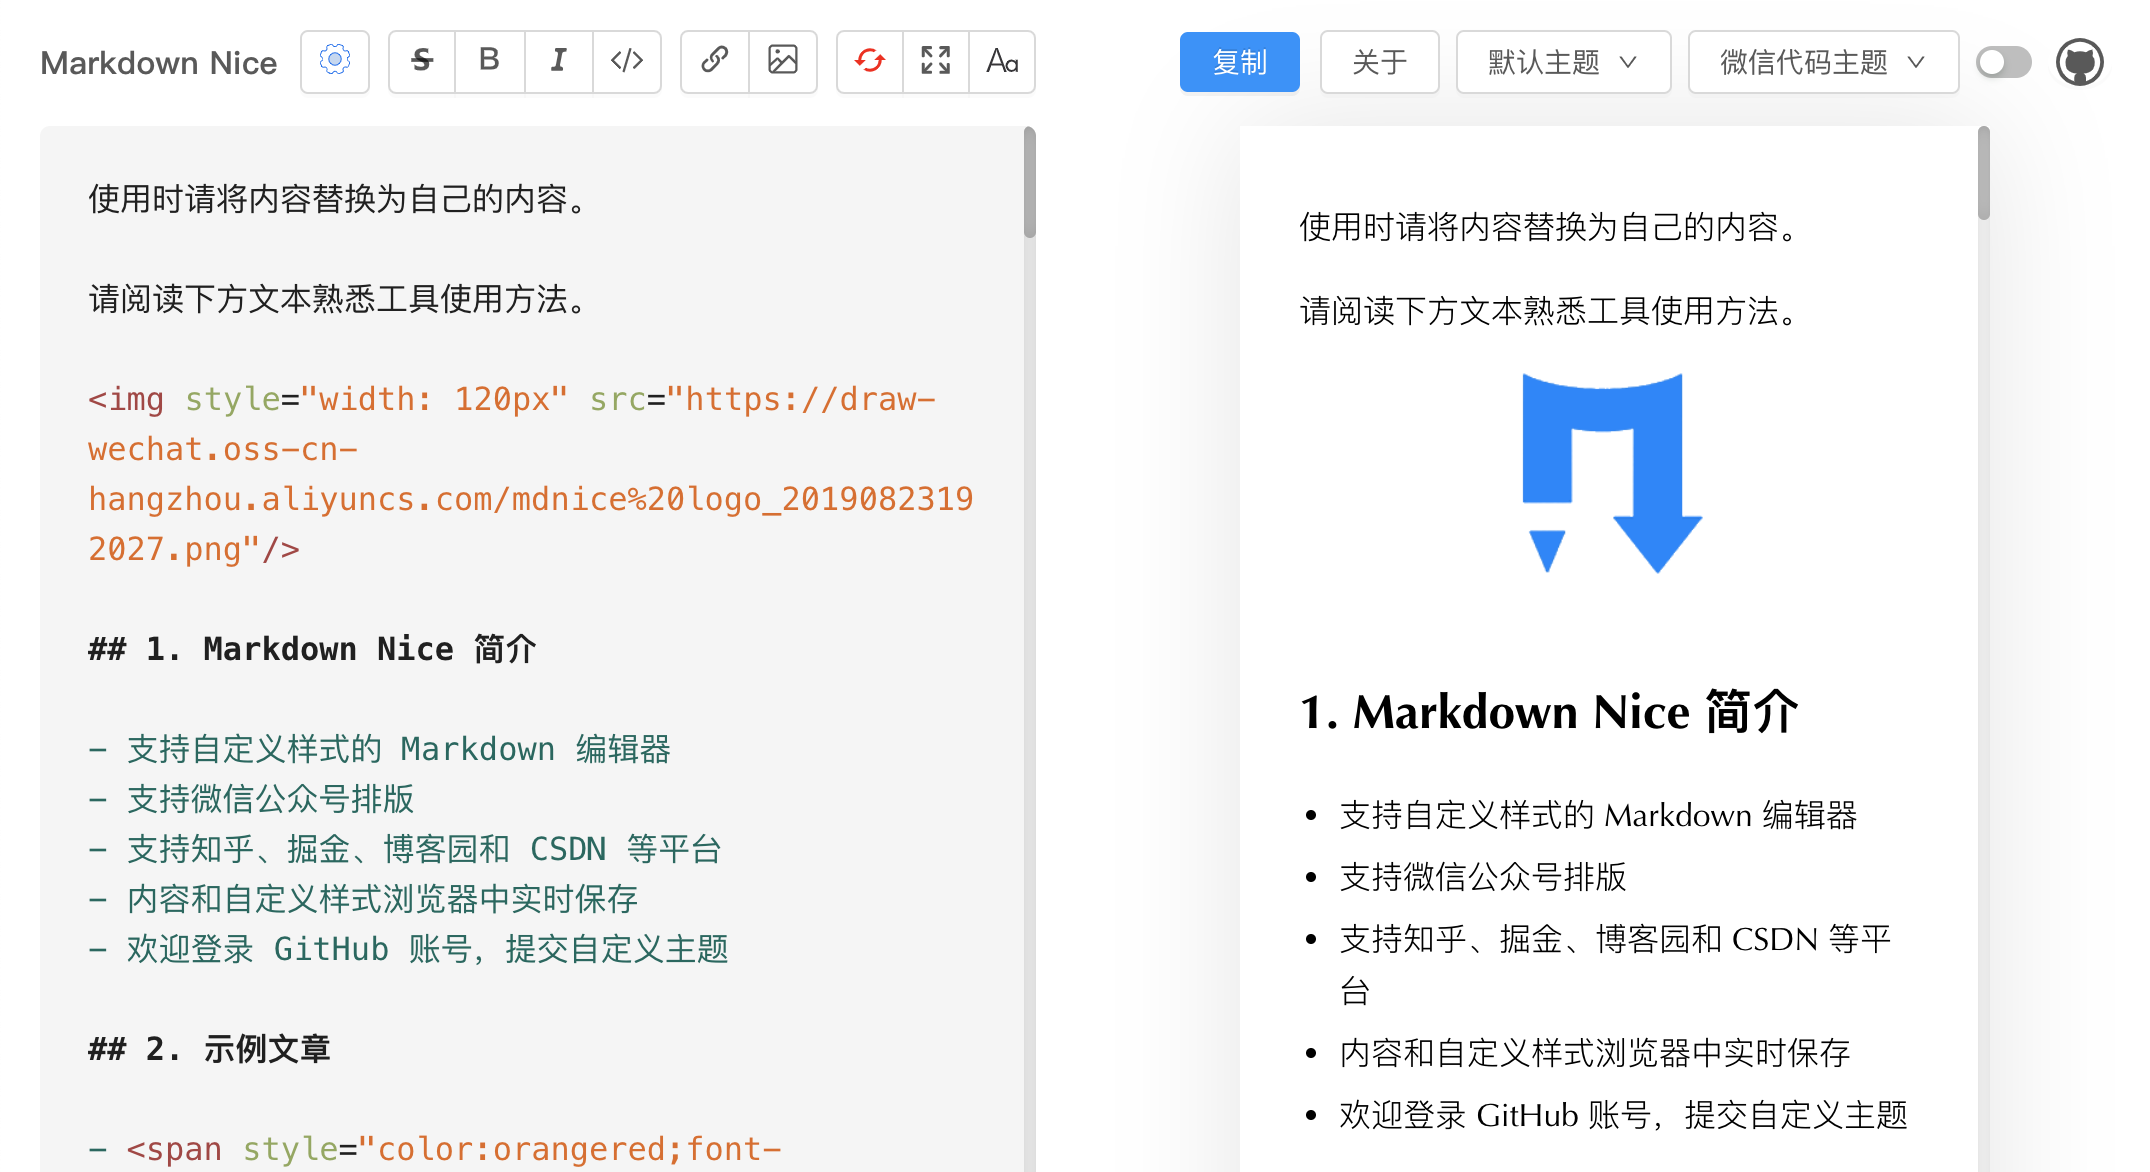 Markdown Nice
S
B
I
</>
Aa
复制
关于
默认主题
微信代码主题
使用时请将内容替换为自己的内容。
请阅读下方文本熟悉工具使用方法。
<img style="width: 120px" src="https://draw-
wechat.oss-cn-
hangzhou.aliyuncs.com/mdnice%20logo_2019082319
2027.png"/>
## 1. Markdown Nice 简介
- 支持自定义样式的 Markdown 编辑器
- 支持微信公众号排版
- 支持知乎、掘金、博客园和 CSDN 等平台
- 内容和自定义样式浏览器中实时保存
- 欢迎登录 GitHub 账号，提交自定义主题
## 2. 示例文章
- <span style="color:orangered;font-
使用时请将内容替换为自己的内容。
请阅读下方文本熟悉工具使用方法。
1. Markdown Nice 简介
• 支持自定义样式的 Markdown 编辑器
• 支持微信公众号排版
• 支持知乎、掘金、博客园和 CSDN 等平
台
• 内容和自定义样式浏览器中实时保存
• 欢迎登录 GitHub 账号，提交自定义主题